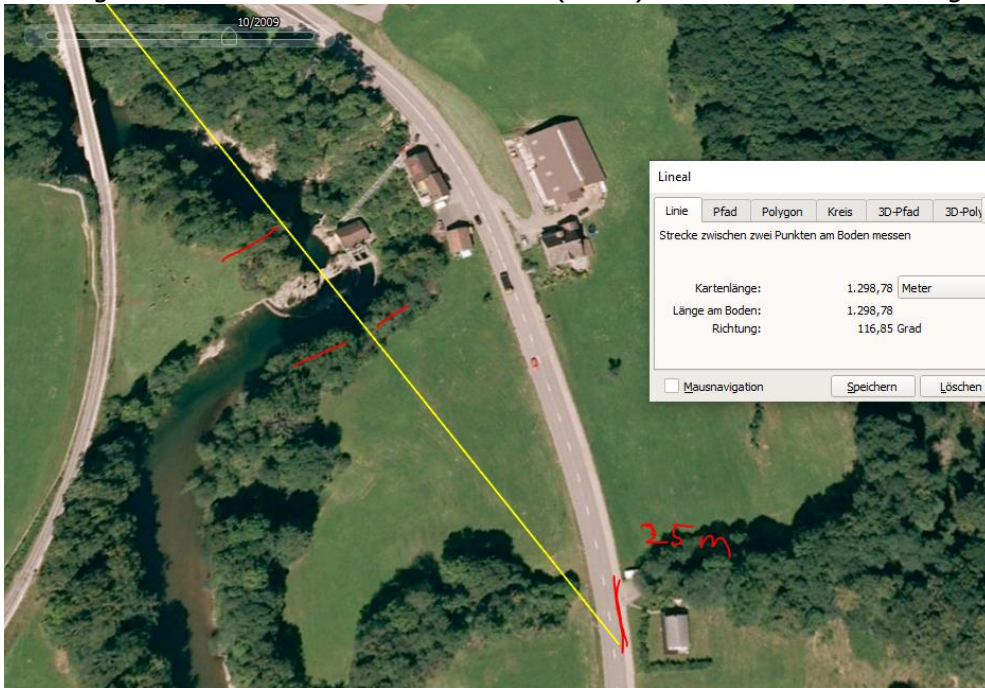 10/2009
Lineal
Linie Pfad Polygon Kreis 3D-Pfad 3D-Poly
Strecke zwischen zwei Punkten am Boden messen
Kartenlänge: 1.298,78 Meter
Länge am Boden: 1.298,78
Richtung: 116,85 Grad
Mausnavigation Speichern Löschen
25 m